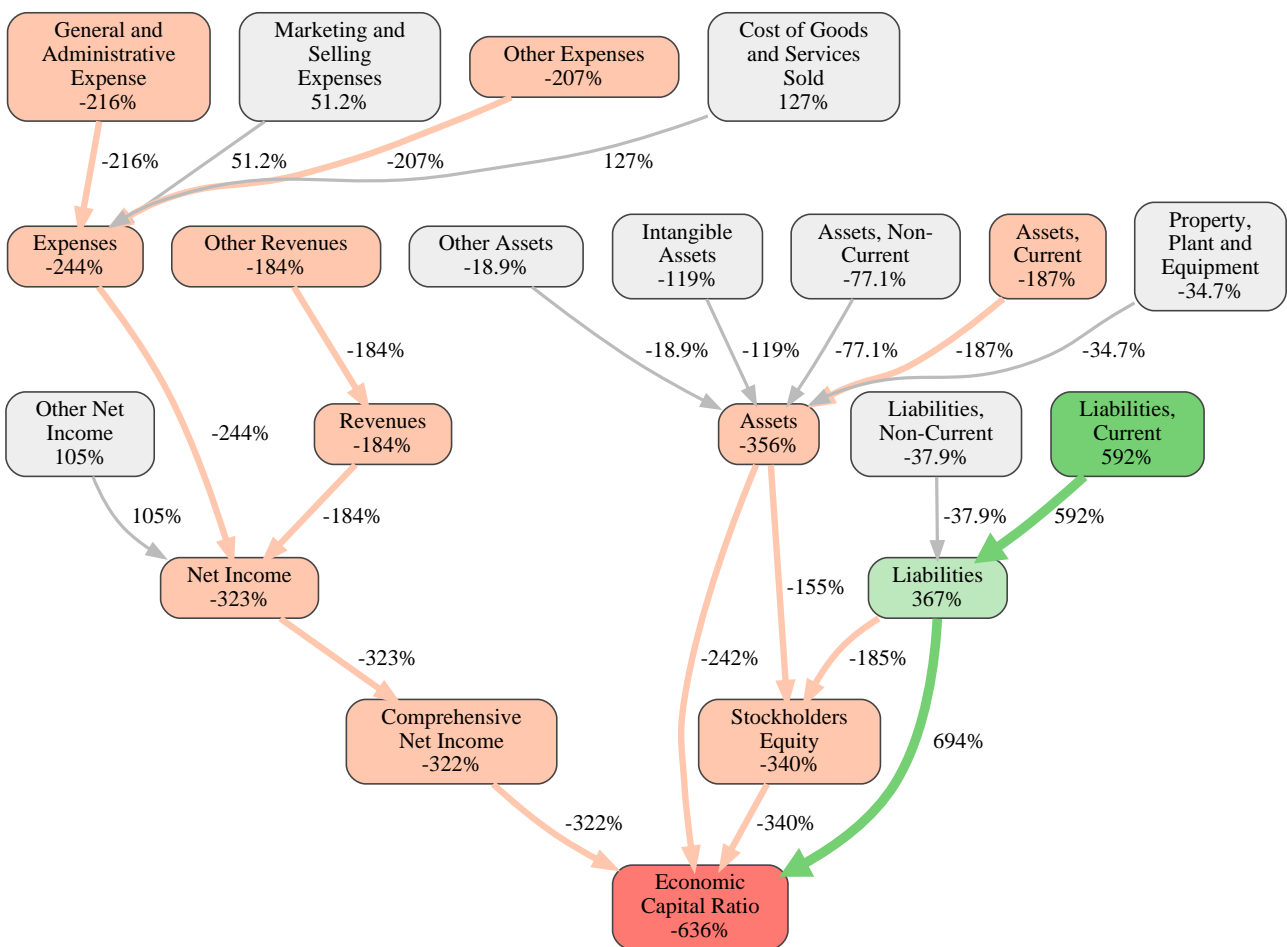 General and
Administrative
Expense
-216%
Marketing and
Selling
Expenses
51.2%
Other Expenses
-207%
Cost of Goods
and Services
Sold
127%
-216%
51.2%
-207%
127%
Expenses
-244%
Other Revenues
-184%
Other Assets
-18.9%
Intangible
Assets
-119%
Assets, Non-
Current
-77.1%
Assets,
Current
-187%
Property,
Plant and
Equipment
-34.7%
-184%
-18.9%
-119%
-77.1%
-187%
-34.7%
Other Net
Income
105%
-244%
Revenues
-184%
Assets
-356%
Liabilities,
Non-Current
-37.9%
Liabilities,
Current
592%
105%
-184%
-37.9%
592%
Net Income
-323%
-155%
Liabilities
367%
-323%
-242%
-185%
Comprehensive
Net Income
-322%
Stockholders
Equity
-340%
694%
-322%
-340%
Economic
Capital Ratio
-636%